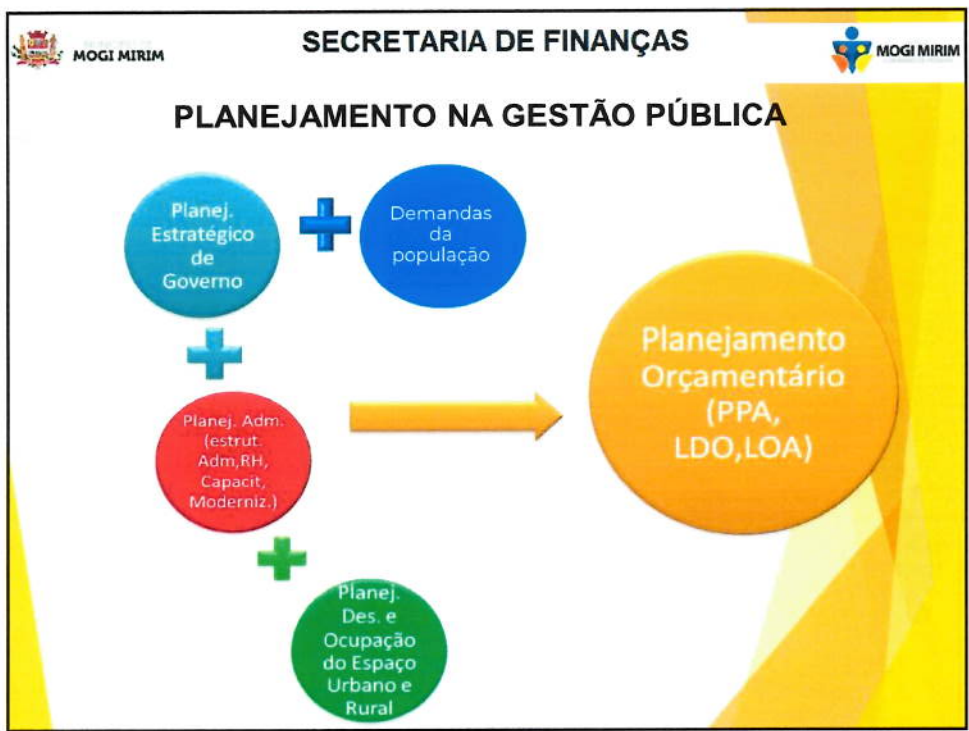 SECRETARIA DE FINANÇAS
MOGI MIRIM
MOGI MIRIM
PLANEJAMENTO NA GESTÃO PÚBLICA
Planej.
Estratégico
de
Governo
Demandas
da
população
Planej. Adm.
(estrut.
Adm,RH,
Capacit,
Moderniz.)
Planej.
Des. e
Ocupação
do Espaço
Urbano e
Rural
Planejamento
Orçamentário
(PPA,
LDO,LOA)